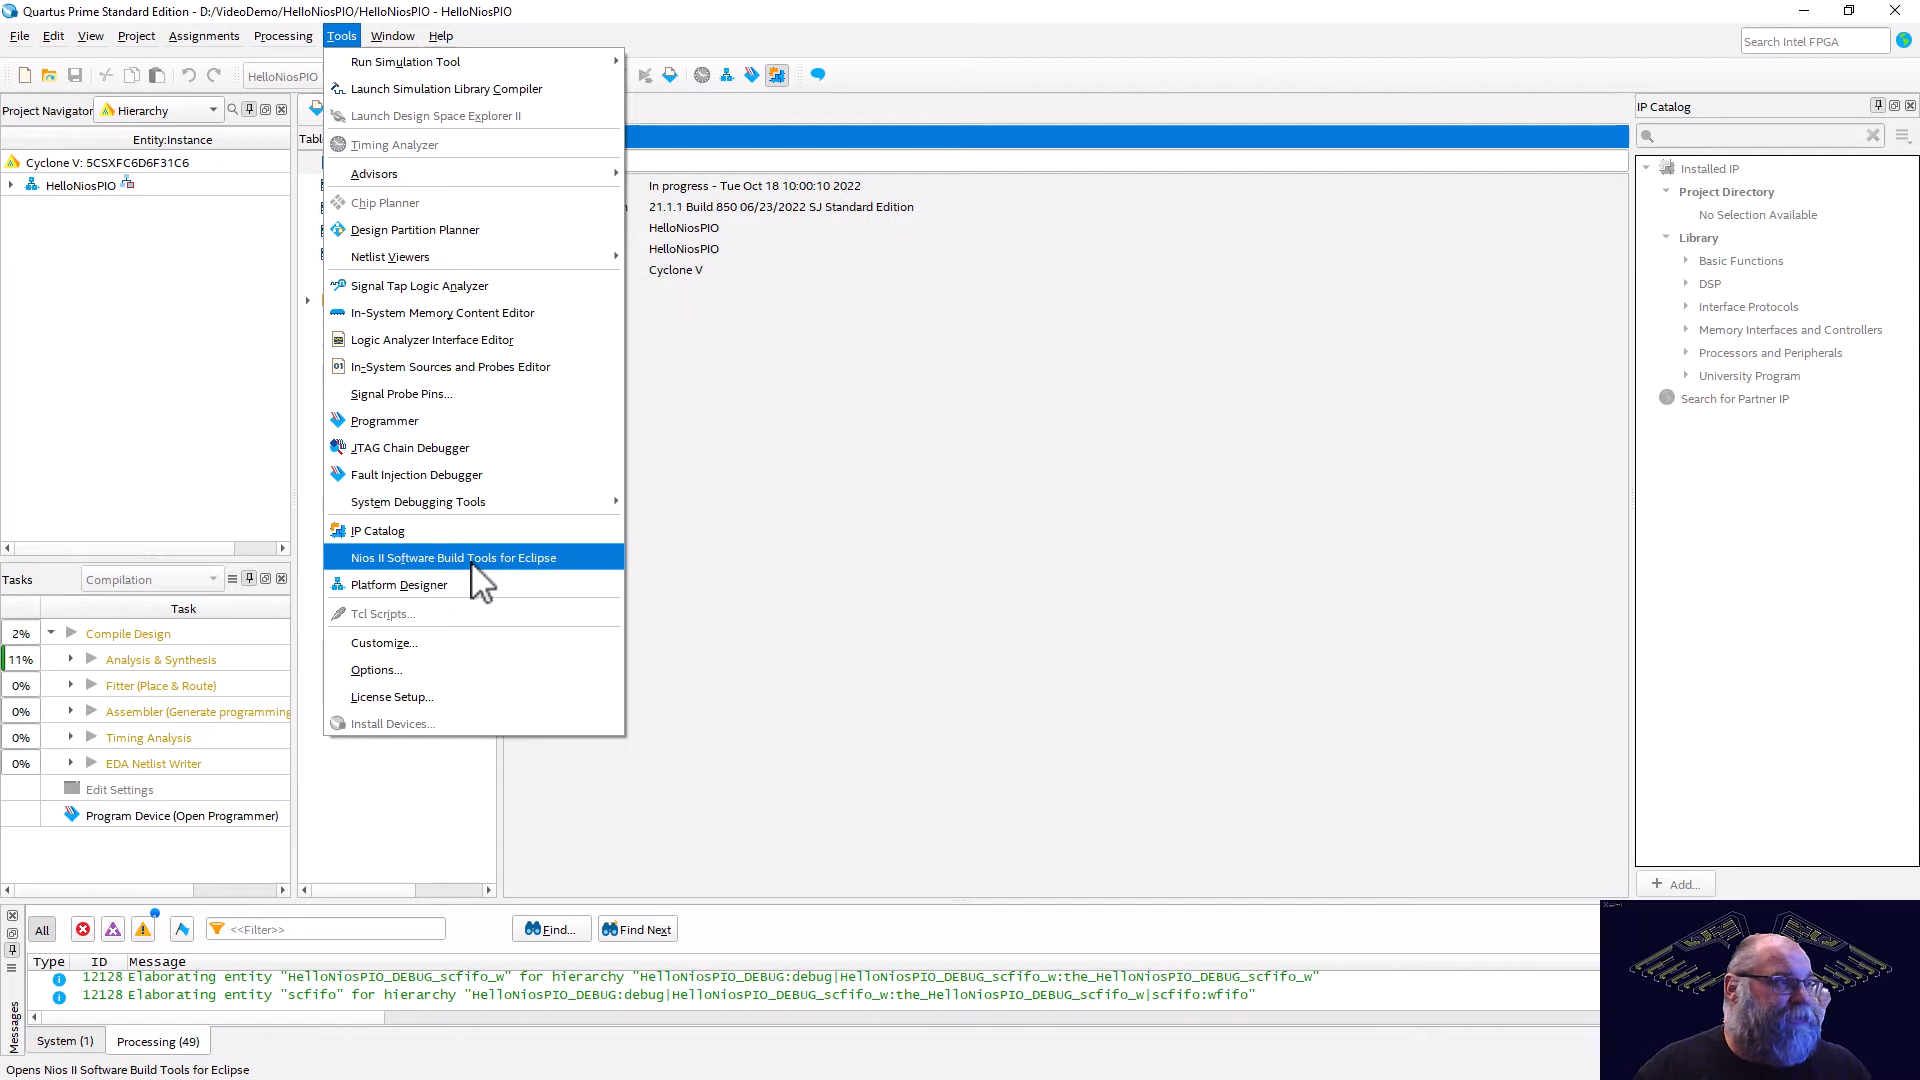 Quartus Prime Standard Edition - D:/VideoDemo/HelloNiosPIO/HelloNiosPIO - HelloNiosPIO
File Edit View Project Assignments Processing Tools Window Help
Search Intel FPGA
HelloNiosPIO
Project Navigator Hierarchy
Entity:Instance
Cyclone V: 5CSXFC6D6F31C6
HelloNiosPIO
Run Simulation Tool
Launch Simulation Library Compiler
Launch Design Space Explorer II
Timing Analyzer
Advisors
Chip Planner
Design Partition Planner
Netlist Viewers
Signal Tap Logic Analyzer
In-System Memory Content Editor
Logic Analyzer Interface Editor
In-System Sources and Probes Editor
Signal Probe Pins...
Programmer
JTAG Chain Debugger
Fault Injection Debugger
System Debugging Tools
IP Catalog
Nios II Software Build Tools for Eclipse
Platform Designer
Tcl Scripts...
Customize...
Options...
License Setup...
Install Devices...
In progress - Tue Oct 18 10:00:10 2022
21.1.1 Build 850 06/23/2022 SJ Standard Edition
HelloNiosPIO
HelloNiosPIO
Cyclone V
IP Catalog
Installed IP
Project Directory
No Selection Available
Library
Basic Functions
DSP
Interface Protocols
Memory Interfaces and Controllers
Processors and Peripherals
University Program
Search for Partner IP
Add...
Tasks Compilation
Task
2% Compile Design
11% Analysis & Synthesis
0% Fitter (Place & Route)
0% Assembler (Generate programming
0% Timing Analysis
0% EDA Netlist Writer
Edit Settings
Program Device (Open Programmer)
All <<Filter>> Find... Find Next
Type ID Message
12128 Elaborating entity "HelloNiosPIO_DEBUG_scfifo_w" for hierarchy "HelloNiosPIO_DEBUG:debug|HelloNiosPIO_DEBUG_scfifo_w:the_HelloNiosPIO_DEBUG_scfifo_w"
12128 Elaborating entity "scfifo" for hierarchy "HelloNiosPIO_DEBUG:debug|HelloNiosPIO_DEBUG_scfifo_w:the_HelloNiosPIO_DEBUG_scfifo_w|scfifo:wfifo"
Messages
System (1) Processing (49)
Opens Nios II Software Build Tools for Eclipse